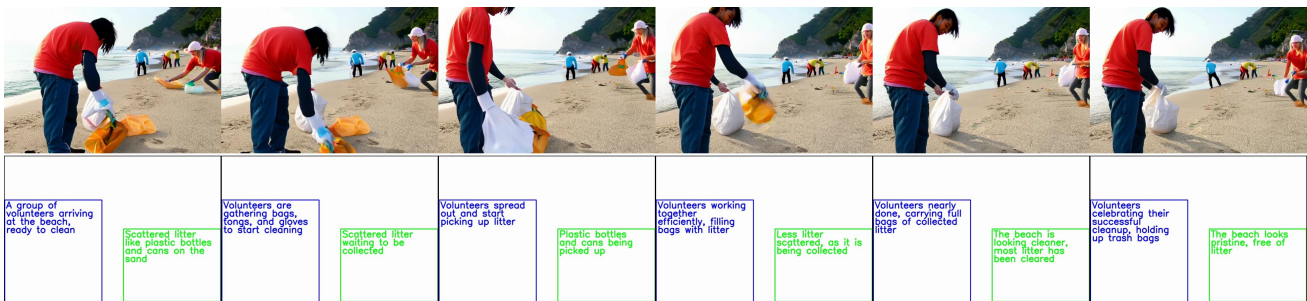 A group of
volunteers arriving
at the beach,
ready to clean
Scattered litter
like plastic bottles
and cans on the
sand
Volunteers are
gathering bags,
tongs, and gloves
to start cleaning
Scattered litter
waiting to be
collected
Volunteers spread
out and start
picking up litter
Plastic bottles
and cans being
picked up
Volunteers working
together
efficiently, filling
bags with litter
Less litter
scattered, as it is
being collected
Volunteers nearly
done, carrying full
bags of collected
litter
The beach is
looking cleaner,
most litter has
been cleared
Volunteers
celebrating their
successful
cleanup, holding
up trash bags
The beach looks
pristine, free of
litter